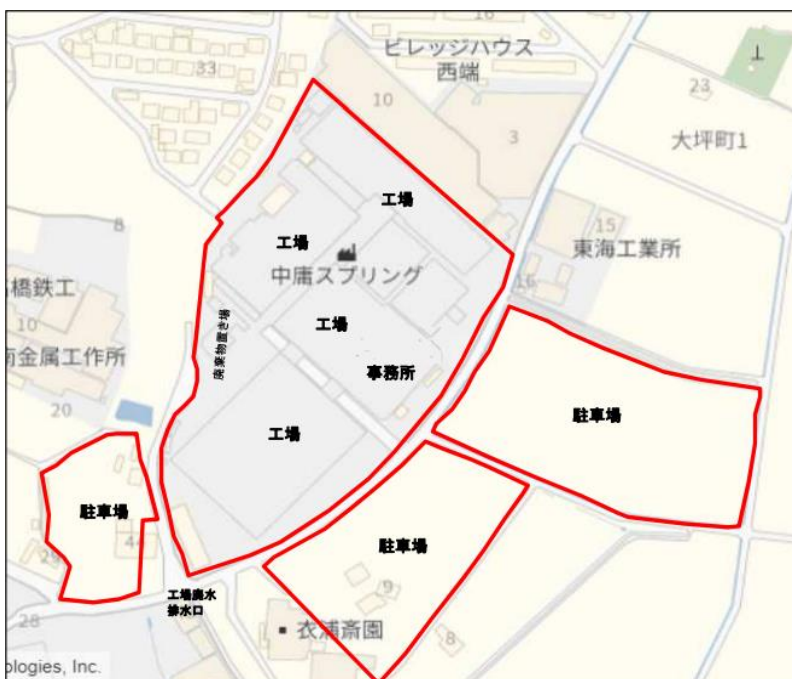 16
ビレッジハウス
西端
33
10
3
23
大坪町1
8
工場
工場
15
東海工業所
16
中庸スプリング
橋鉄工
10
南金属工作所
廃棄物置き場
工場
事務所
20
工場
駐車場
駐車場
44
29
駐車場
9
工場廃水
排水口
28
衣浦斎園
8
ologies, Inc.